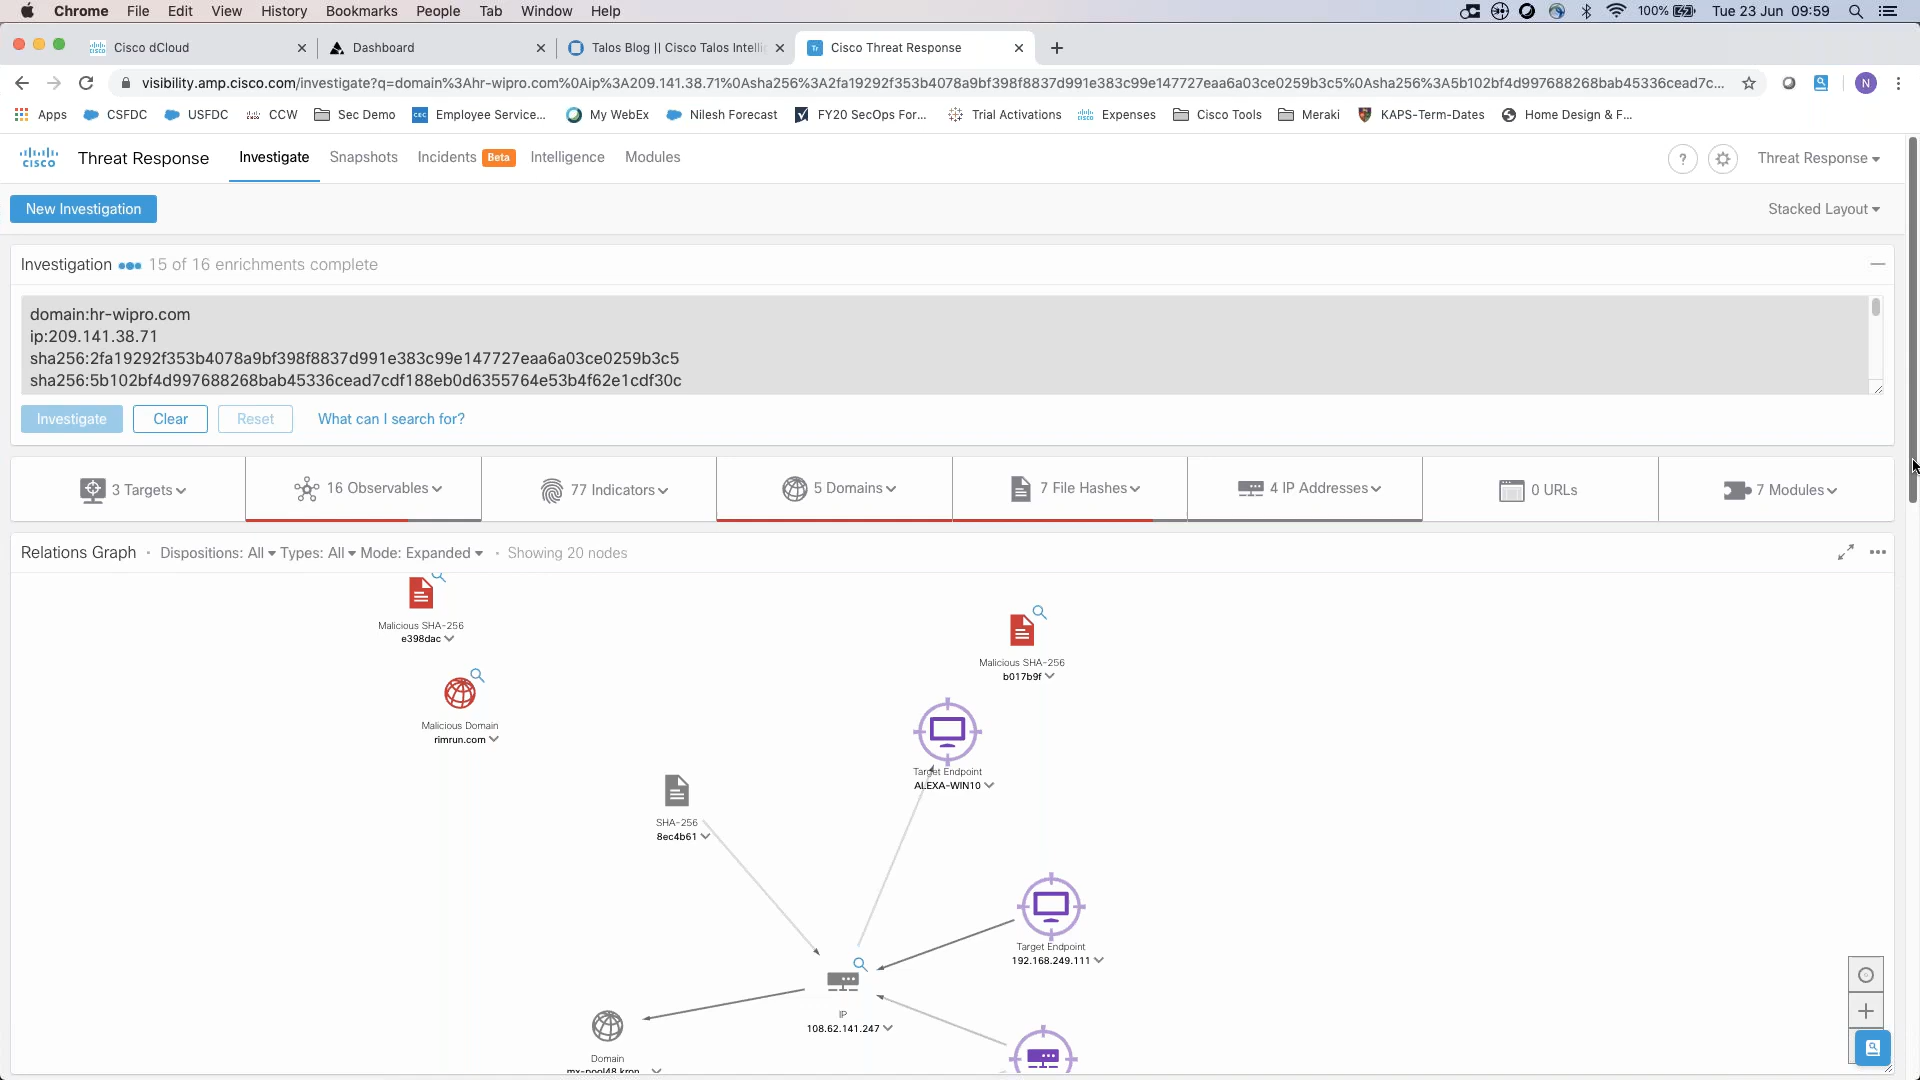 Chrome File Edit View History Bookmarks People Tab Window Help 100% Tue 23 Jun 09:59
Cisco dCloud Dashboard Talos Blog || Cisco Talos Intelli Cisco Threat Response
visibility.amp.cisco.com/investigate?q=domain%3Ahr-wipro.com%0Aip%3A209.141.38.71%0Asha256%3A2fa19292f353b4078a9bf398f8837d991e383c99e147727eaa6a03ce0259b3c5%0Asha256%3A5b102bf4d997688268bab45336cead7c... N
Apps CSFDC USFDC CCW Sec Demo Employee Service... My WebEx Nilesh Forecast FY20 SecOps For... Trial Activations Expenses Cisco Tools Meraki KAPS-Term-Dates Home Design & F...
CISCO Threat Response Investigate Snapshots Incidents Beta Intelligence Modules ? Threat Response
New Investigation Stacked Layout
Investigation 15 of 16 enrichments complete
domain:hr-wipro.com
ip:209.141.38.71
sha256:2fa19292f353b4078a9bf398f8837d991e383c99e147727eaa6a03ce0259b3c5
sha256:5b102bf4d997688268bab45336cead7cdf188eb0d6355764e53b4f62e1cdf30c
Investigate Clear Reset What can I search for?
3 Targets 16 Observables 77 Indicators 5 Domains 7 File Hashes 4 IP Addresses 0 URLs 7 Modules
Relations Graph · Dispositions: All Types: All Mode: Expanded · Showing 20 nodes
Malicious SHA-256
e398dac
Malicious SHA-256
b017b9f
Malicious Domain
rimrun.com
Target Endpoint
ALEXA-WIN10
SHA-256
8ec4b61
Target Endpoint
192.168.249.111
IP
108.62.141.247
Domain
mx-pool48.kron